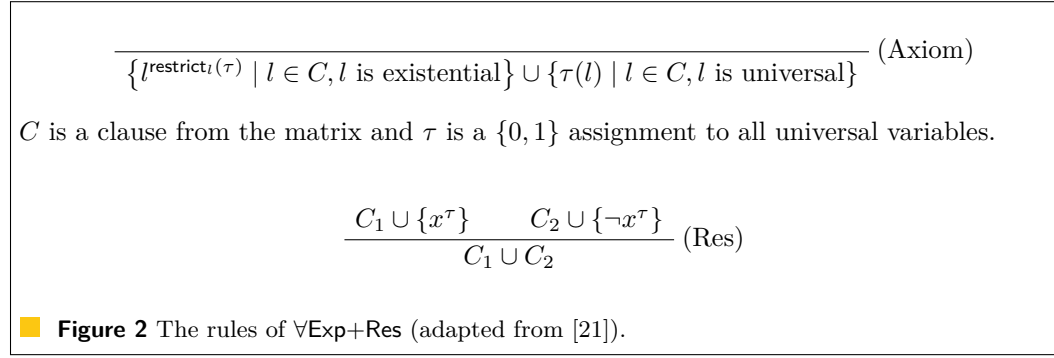 {l^{restrict_l(τ)} | l ∈ C, l is existential} ∪ {τ(l) | l ∈ C, l is universal} (Axiom)
C is a clause from the matrix and τ is a {0, 1} assignment to all universal variables.
C₁ ∪ {x^τ} C₂ ∪ {¬x^τ}
C₁ ∪ C₂ (Res)
Figure 2 The rules of ∀Exp+Res (adapted from [21]).